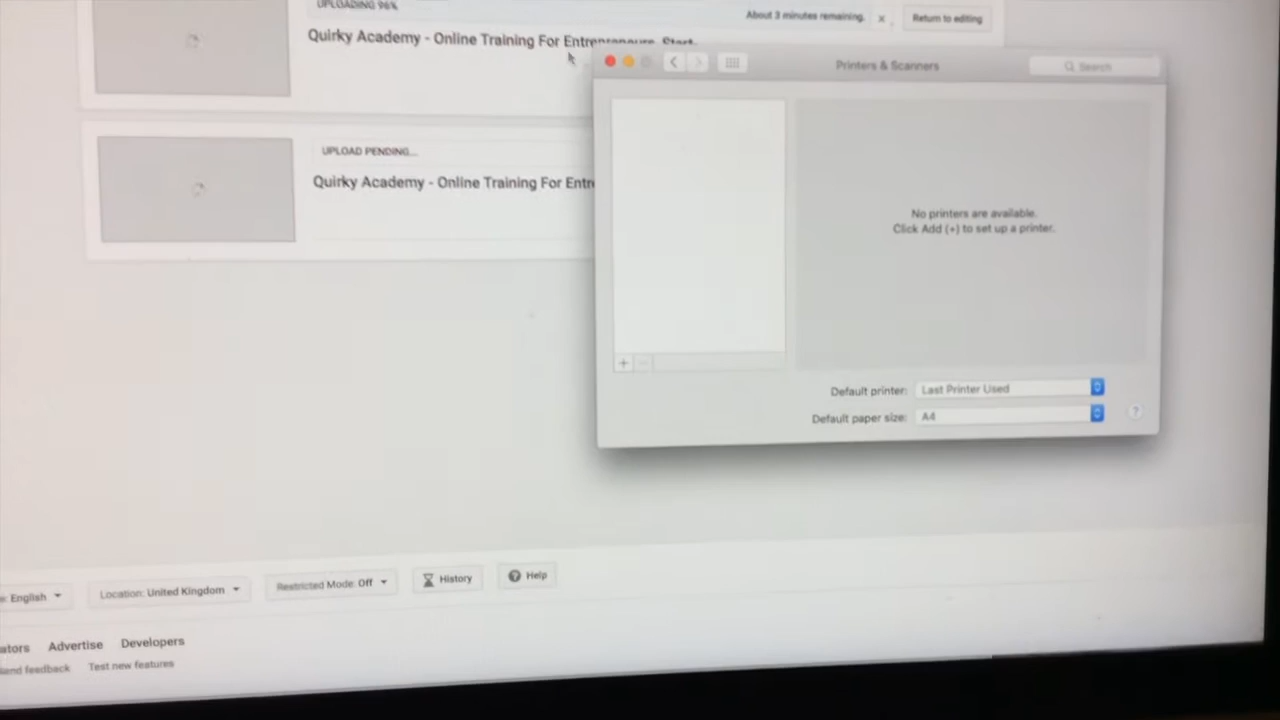 UPLOADING 96%
About 3 minutes remaining.
Return to editing
Quirky Academy - Online Training For Entrepreneurs, Start-
Printers & Scanners
Search
UPLOAD PENDING...
Quirky Academy - Online Training For Entr
No printers are available.
Click Add (+) to set up a printer.
Default printer: Last Printer Used
Default paper size: A4
?
English
Location: United Kingdom
Restricted Mode: Off
History
Help
Advertise
Developers
feedback
Test new features